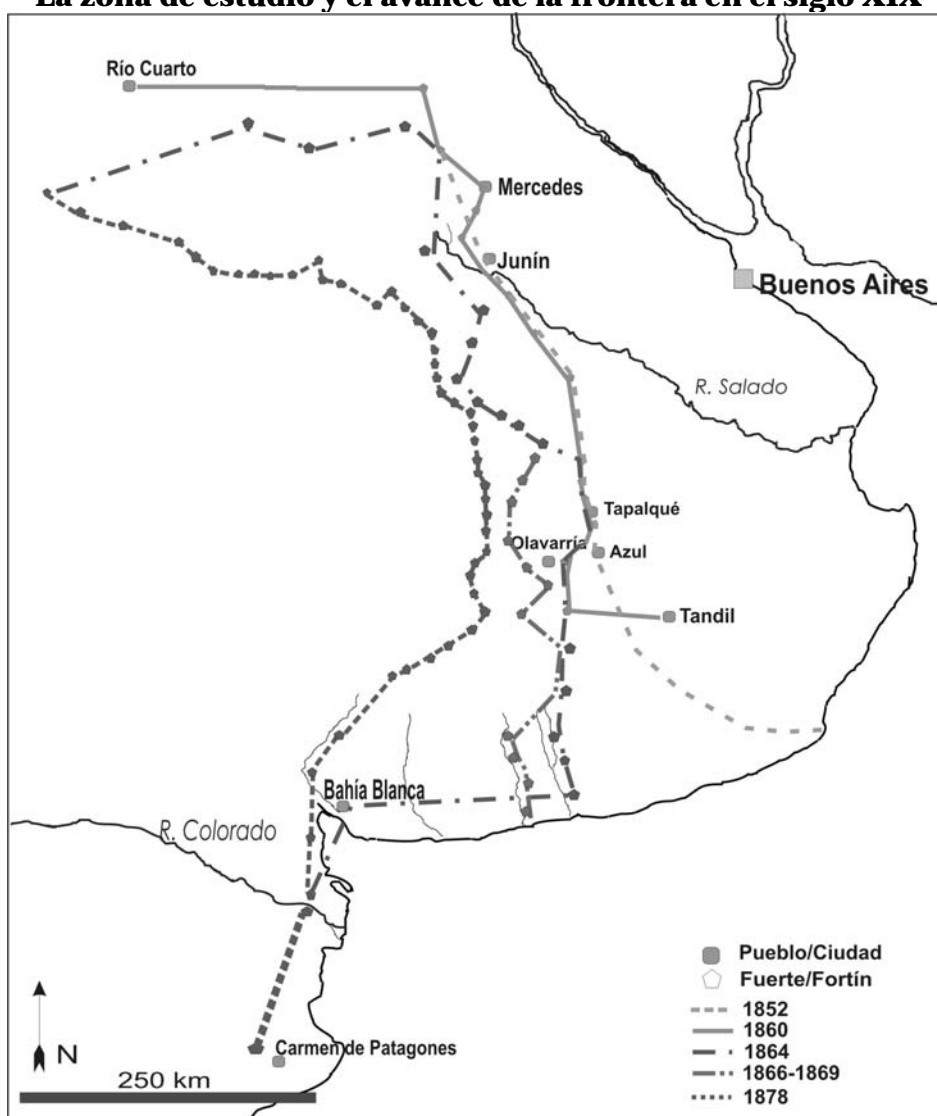 La zona de estudio y el avance de la frontera en el siglo XIX
Río Cuarto
Mercedes
Junín
Buenos Aires
R. Salado
Tapalqué
Olavarría
Azul
Tandil
Bahía Blanca
R. Colorado
Pueblo/Ciudad
Fuerte/Fortín
1852
1860
1864
1866-1869
1878
N
Carmen de Patagones
250 km